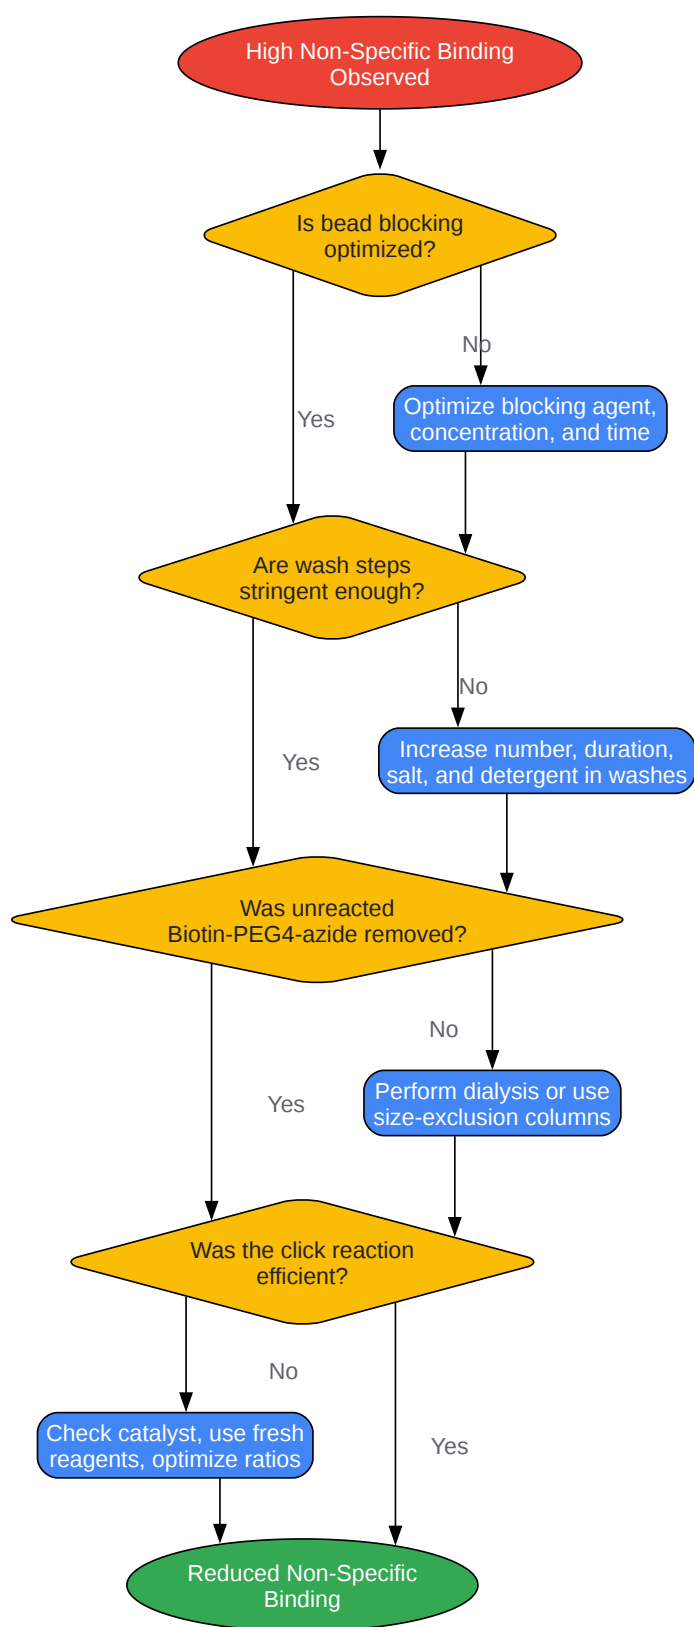 High Non-Specific Binding
Observed
Is bead blocking
optimized?
No
Optimize blocking agent,
concentration, and time
Yes
Are wash steps
stringent enough?
No
Increase number, duration,
salt, and detergent in washes
Yes
Was unreacted
Biotin-PEG4-azide removed?
No
Perform dialysis or use
size-exclusion columns
Yes
Was the click reaction
efficient?
No
Check catalyst, use fresh
reagents, optimize ratios
Yes
Reduced Non-Specific
Binding